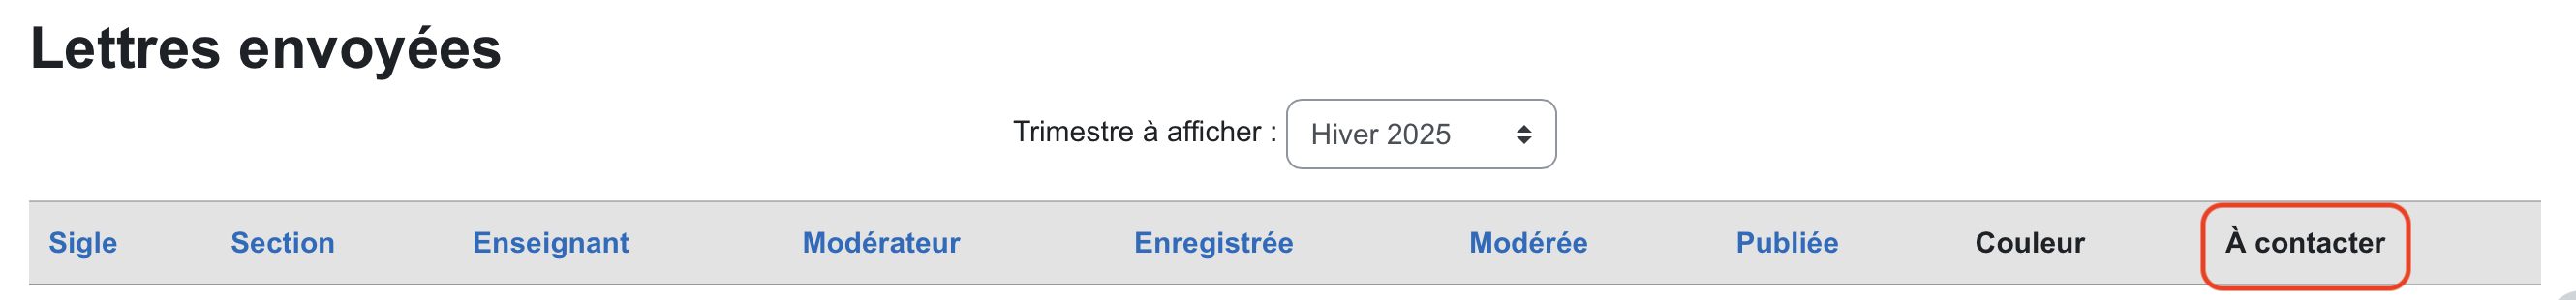 Lettres envoyées
Trimestre à afficher : Hiver 2025
Sigle Section Enseignant Modérateur Enregistrée Modérée Publiée Couleur À contacter